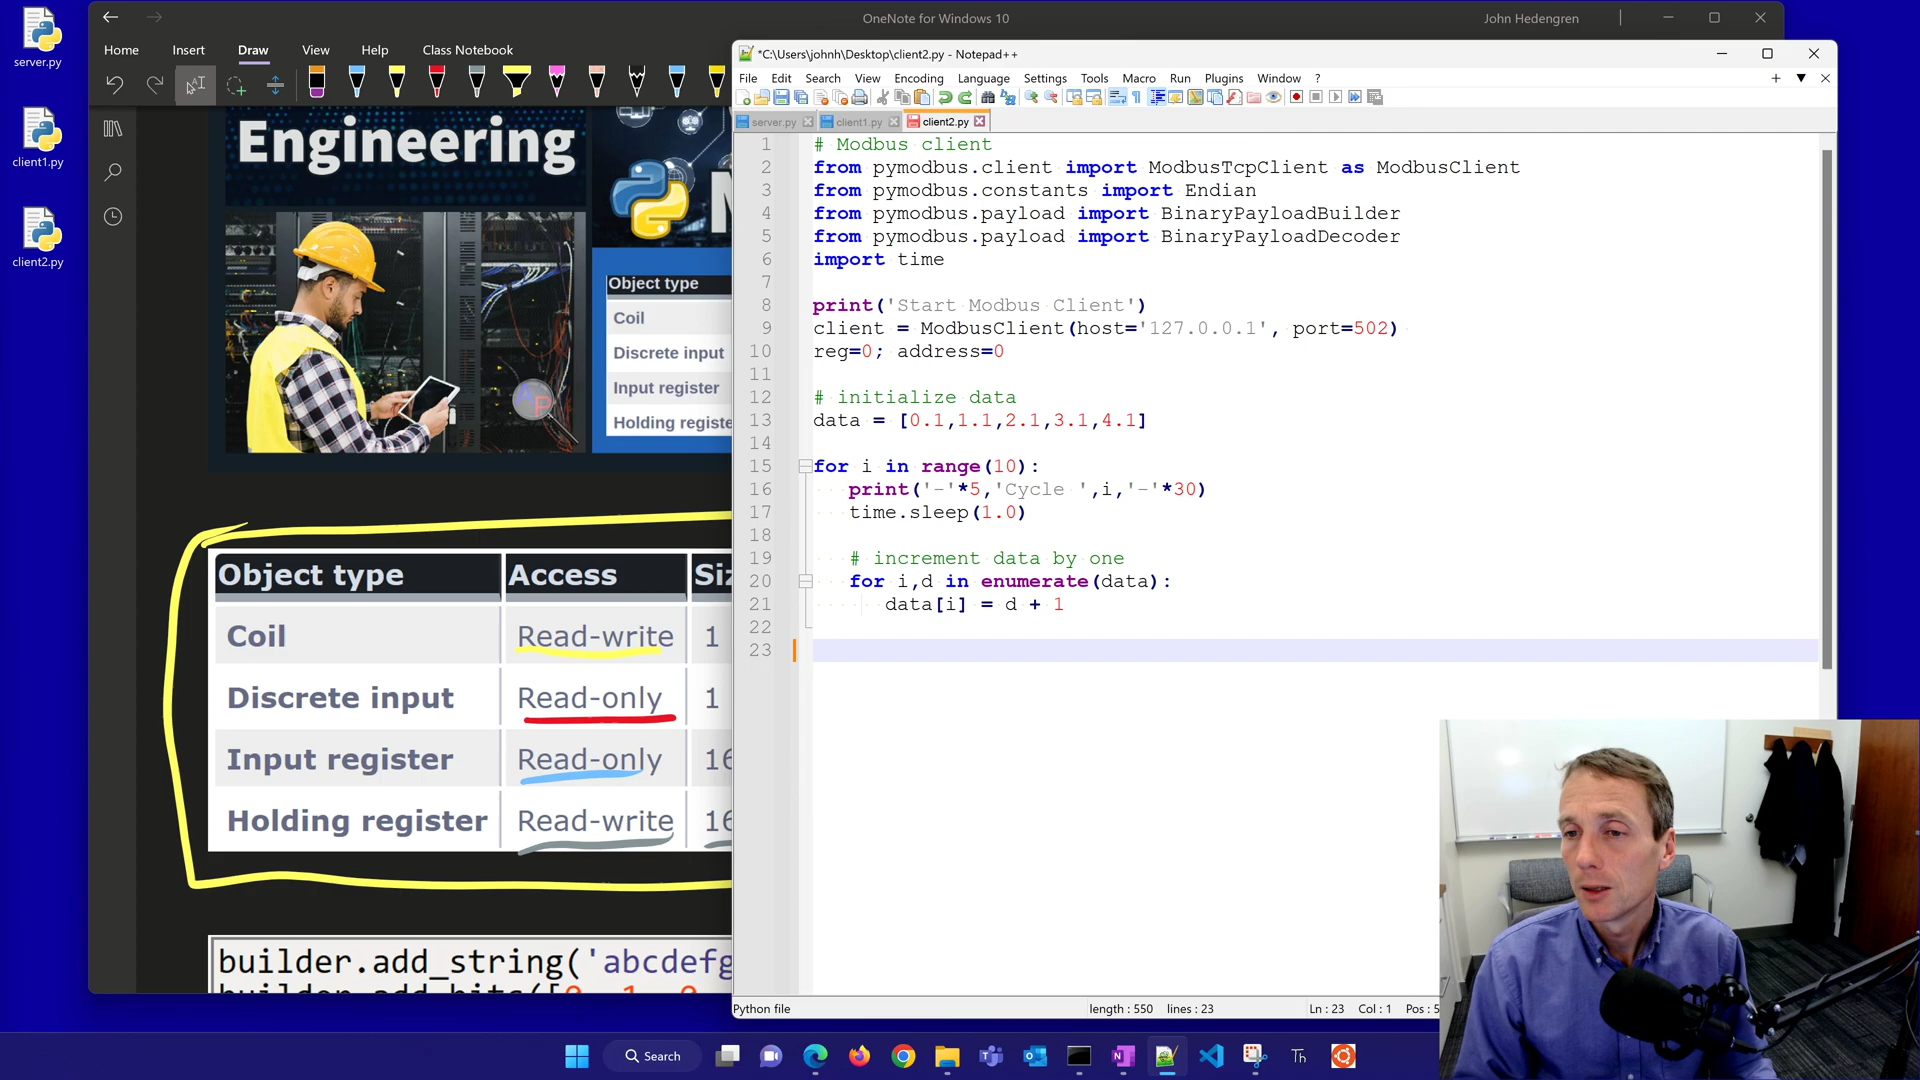 server.py
client1.py
client2.py
OneNote for Windows 10
John Hedengren
Home Insert Draw View Help Class Notebook
Engineering
M
Object type
Coil
Discrete input
Input register
Holding registe
Object type Access Siz
Coil Read-write 1
Discrete input Read-only 1
Input register Read-only 16
Holding register Read-write 16
builder.add_string('abcdefg
*C:\Users\johnh\Desktop\client2.py - Notepad++
File Edit Search View Encoding Language Settings Tools Macro Run Plugins Window ?
server.py client1.py client2.py
1 # Modbus client
2 from pymodbus.client import ModbusTcpClient as ModbusClient
3 from pymodbus.constants import Endian
4 from pymodbus.payload import BinaryPayloadBuilder
5 from pymodbus.payload import BinaryPayloadDecoder
6 import time
7
8 print('Start Modbus Client')
9 client = ModbusClient(host='127.0.0.1', port=502)
10 reg=0; address=0
11
12 # initialize data
13 data = [0.1,1.1,2.1,3.1,4.1]
14
15 for i in range(10):
16 print('-'*5,'Cycle ',i,'-'*30)
17 time.sleep(1.0)
18
19 # increment data by one
20 for i,d in enumerate(data):
21 data[i] = d + 1
22
23
Python file length : 550 lines : 23 Ln : 23 Col : 1 Pos : 5
Search
Th